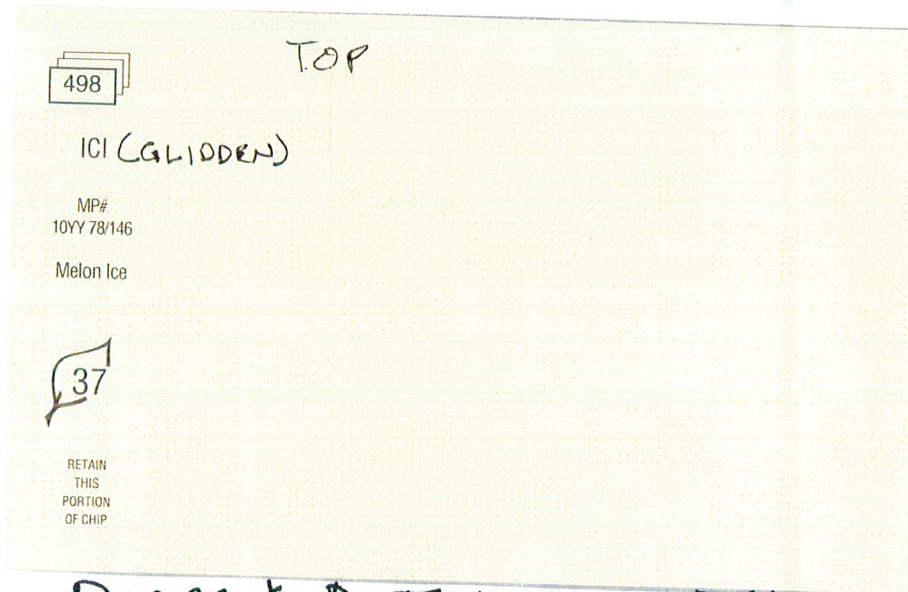 TOP
498
ICI (GLIDDEN)
MP#
10YY 78/146
Melon Ice
37
RETAIN
THIS
PORTION
OF CHIP